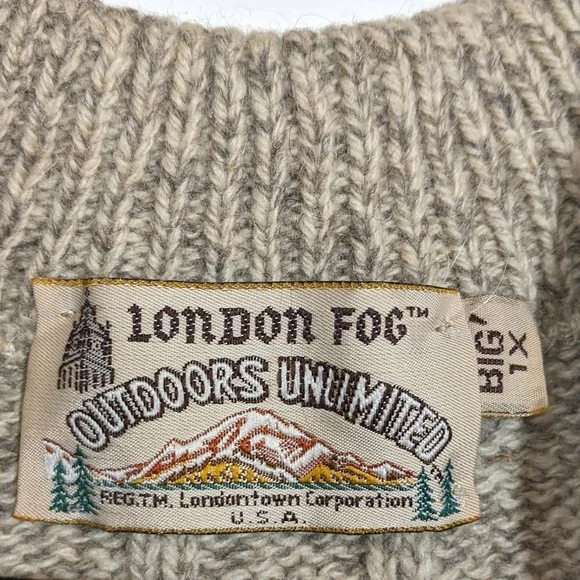 LONDON FOG™
OUTDOORS UNLIMITED
REG.T.M. Londontown Corporation
U.S.A.
BIG'
1X